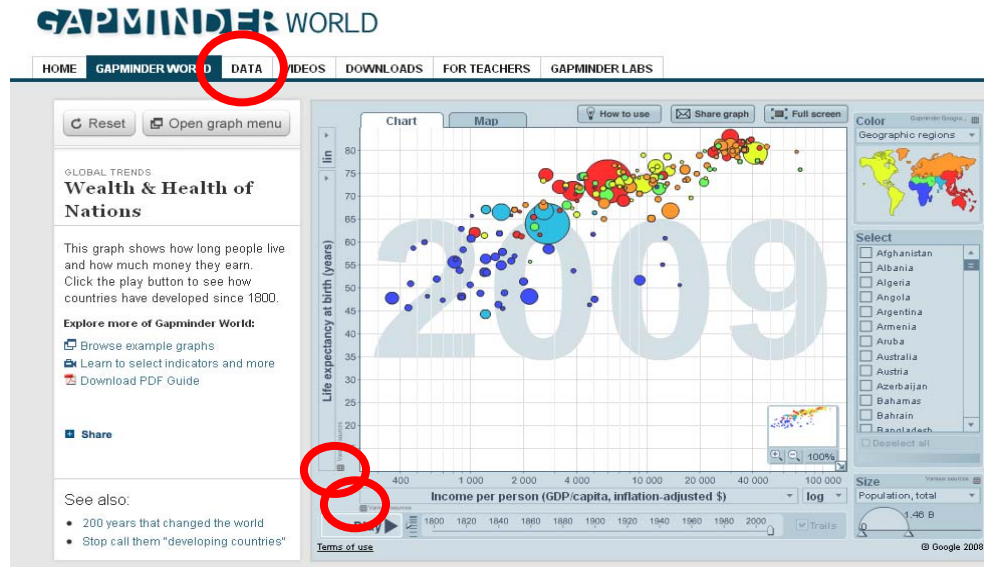 GAPMINDER WORLD
HOME GAPMINDER WORLD DATA VIDEOS DOWNLOADS FOR TEACHERS GAPMINDER LABS
Reset Open graph menu
GLOBAL TRENDS
Wealth & Health of
Nations
This graph shows how long people live
and how much money they earn.
Click the play button to see how
countries have developed since 1800.
Explore more of Gapminder World:
Browse example graphs
Learn to select indicators and more
Download PDF Guide
Share
See also:
200 years that changed the world
Stop call them "developing countries"
Chart Map
How to use Share graph Full screen
lin
Life expectancy at birth (years)
80
75
70
65
60
55
50
45
40
35
30
25
20
2009
100%
400 1 000 2 000 4 000 10 000 20 000 40 000 100 000
Income per person (GDP/capita, inflation-adjusted $) log
Play
1800 1820 1840 1860 1880 1900 1920 1940 1960 1980 2000
Trails
Terms of use
Color
Geographic regions
Select
Afghanistan
Albania
Algeria
Angola
Argentina
Armenia
Aruba
Australia
Austria
Azerbaijan
Bahamas
Bahrain
Bangladesh
Deselect all
Size Various sources
Population, total
1.46 B
0
© Google 2008